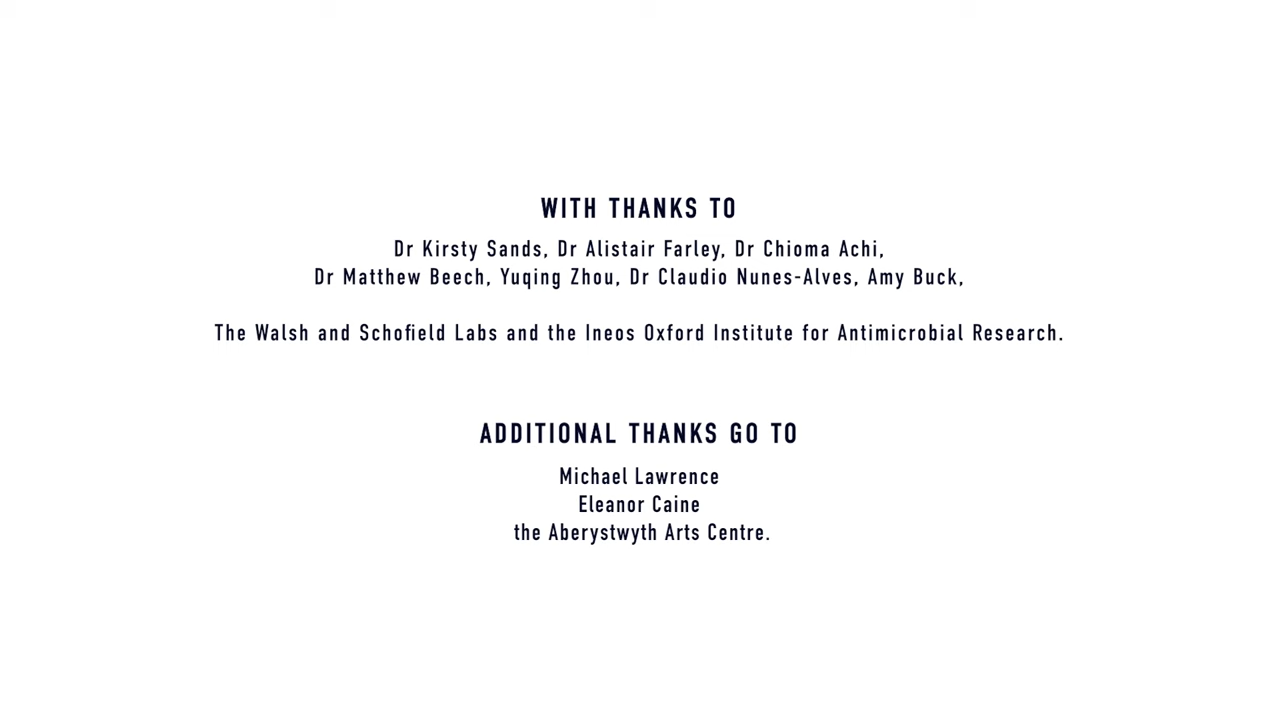 WITH THANKS TO
Dr Kirsty Sands, Dr Alistair Farley, Dr Chioma Achi,
Dr Matthew Beech, Yuqing Zhou, Dr Claudio Nunes-Alves, Amy Buck,
The Walsh and Schofield Labs and the Ineos Oxford Institute for Antimicrobial Research.
ADDITIONAL THANKS GO TO
Michael Lawrence
Eleanor Caine
the Aberystwyth Arts Centre.